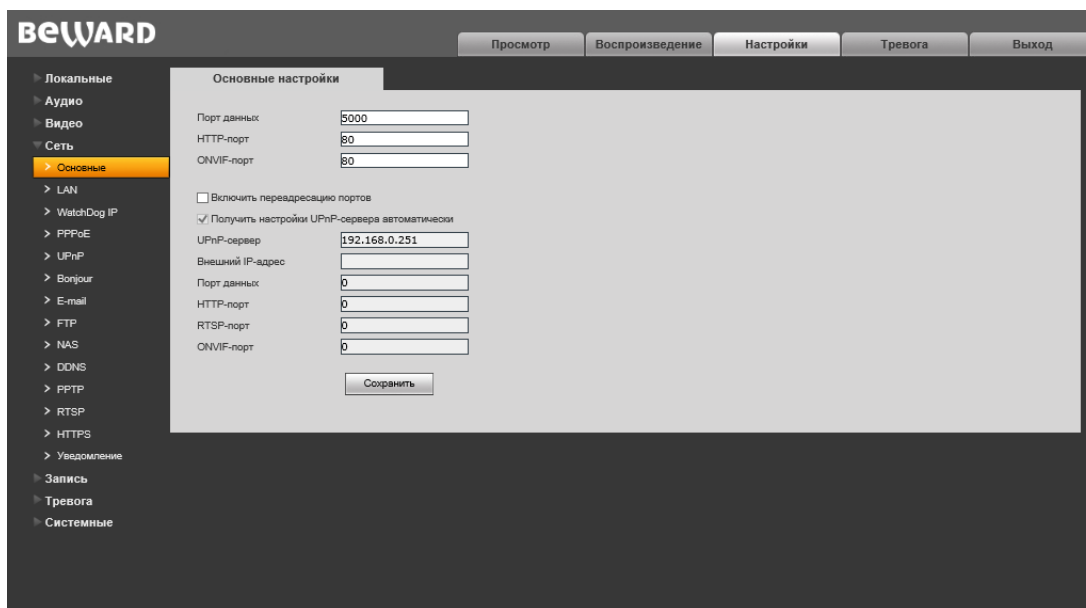 BEWARD
Просмотр Воспроизведение Настройки Тревога Выход
Локальные
Аудио
Видео
Сеть
Основные
LAN
WatchDog IP
PPPoE
UPnP
Bonjour
E-mail
FTP
NAS
DDNS
PPTP
RTSP
HTTPS
Уведомление
Запись
Тревога
Системные
Основные настройки
Порт данных 5000
HTTP-порт 80
ONVIF-порт 80
Включить переадресацию портов
Получить настройки UPnP-сервера автоматически
UPnP-сервер 192.168.0.251
Внешний IP-адрес
Порт данных 0
HTTP-порт 0
RTSP-порт 0
ONVIF-порт 0
Сохранить